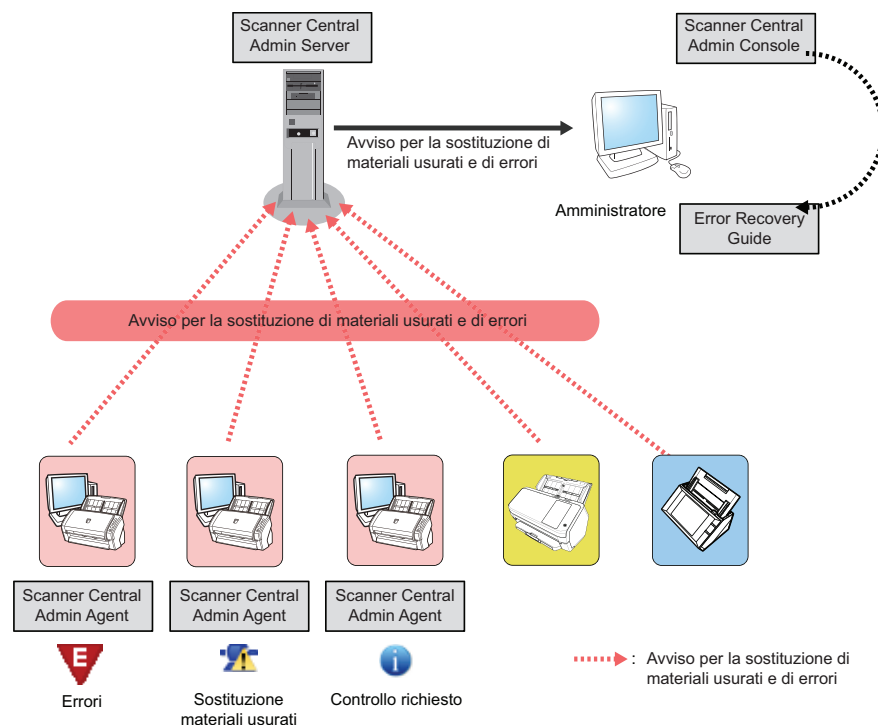 Scanner Central
Admin Server
Scanner Central
Admin Console
Avviso per la sostituzione di
materiali usurati e di errori
Amministratore
Error Recovery
Guide
Avviso per la sostituzione di materiali usurati e di errori
Scanner Central
Admin Agent
Scanner Central
Admin Agent
Scanner Central
Admin Agent
E
Errori
i
Sostituzione
materiali usurati
Controllo richiesto
: Avviso per la sostituzione di
materiali usurati e di errori